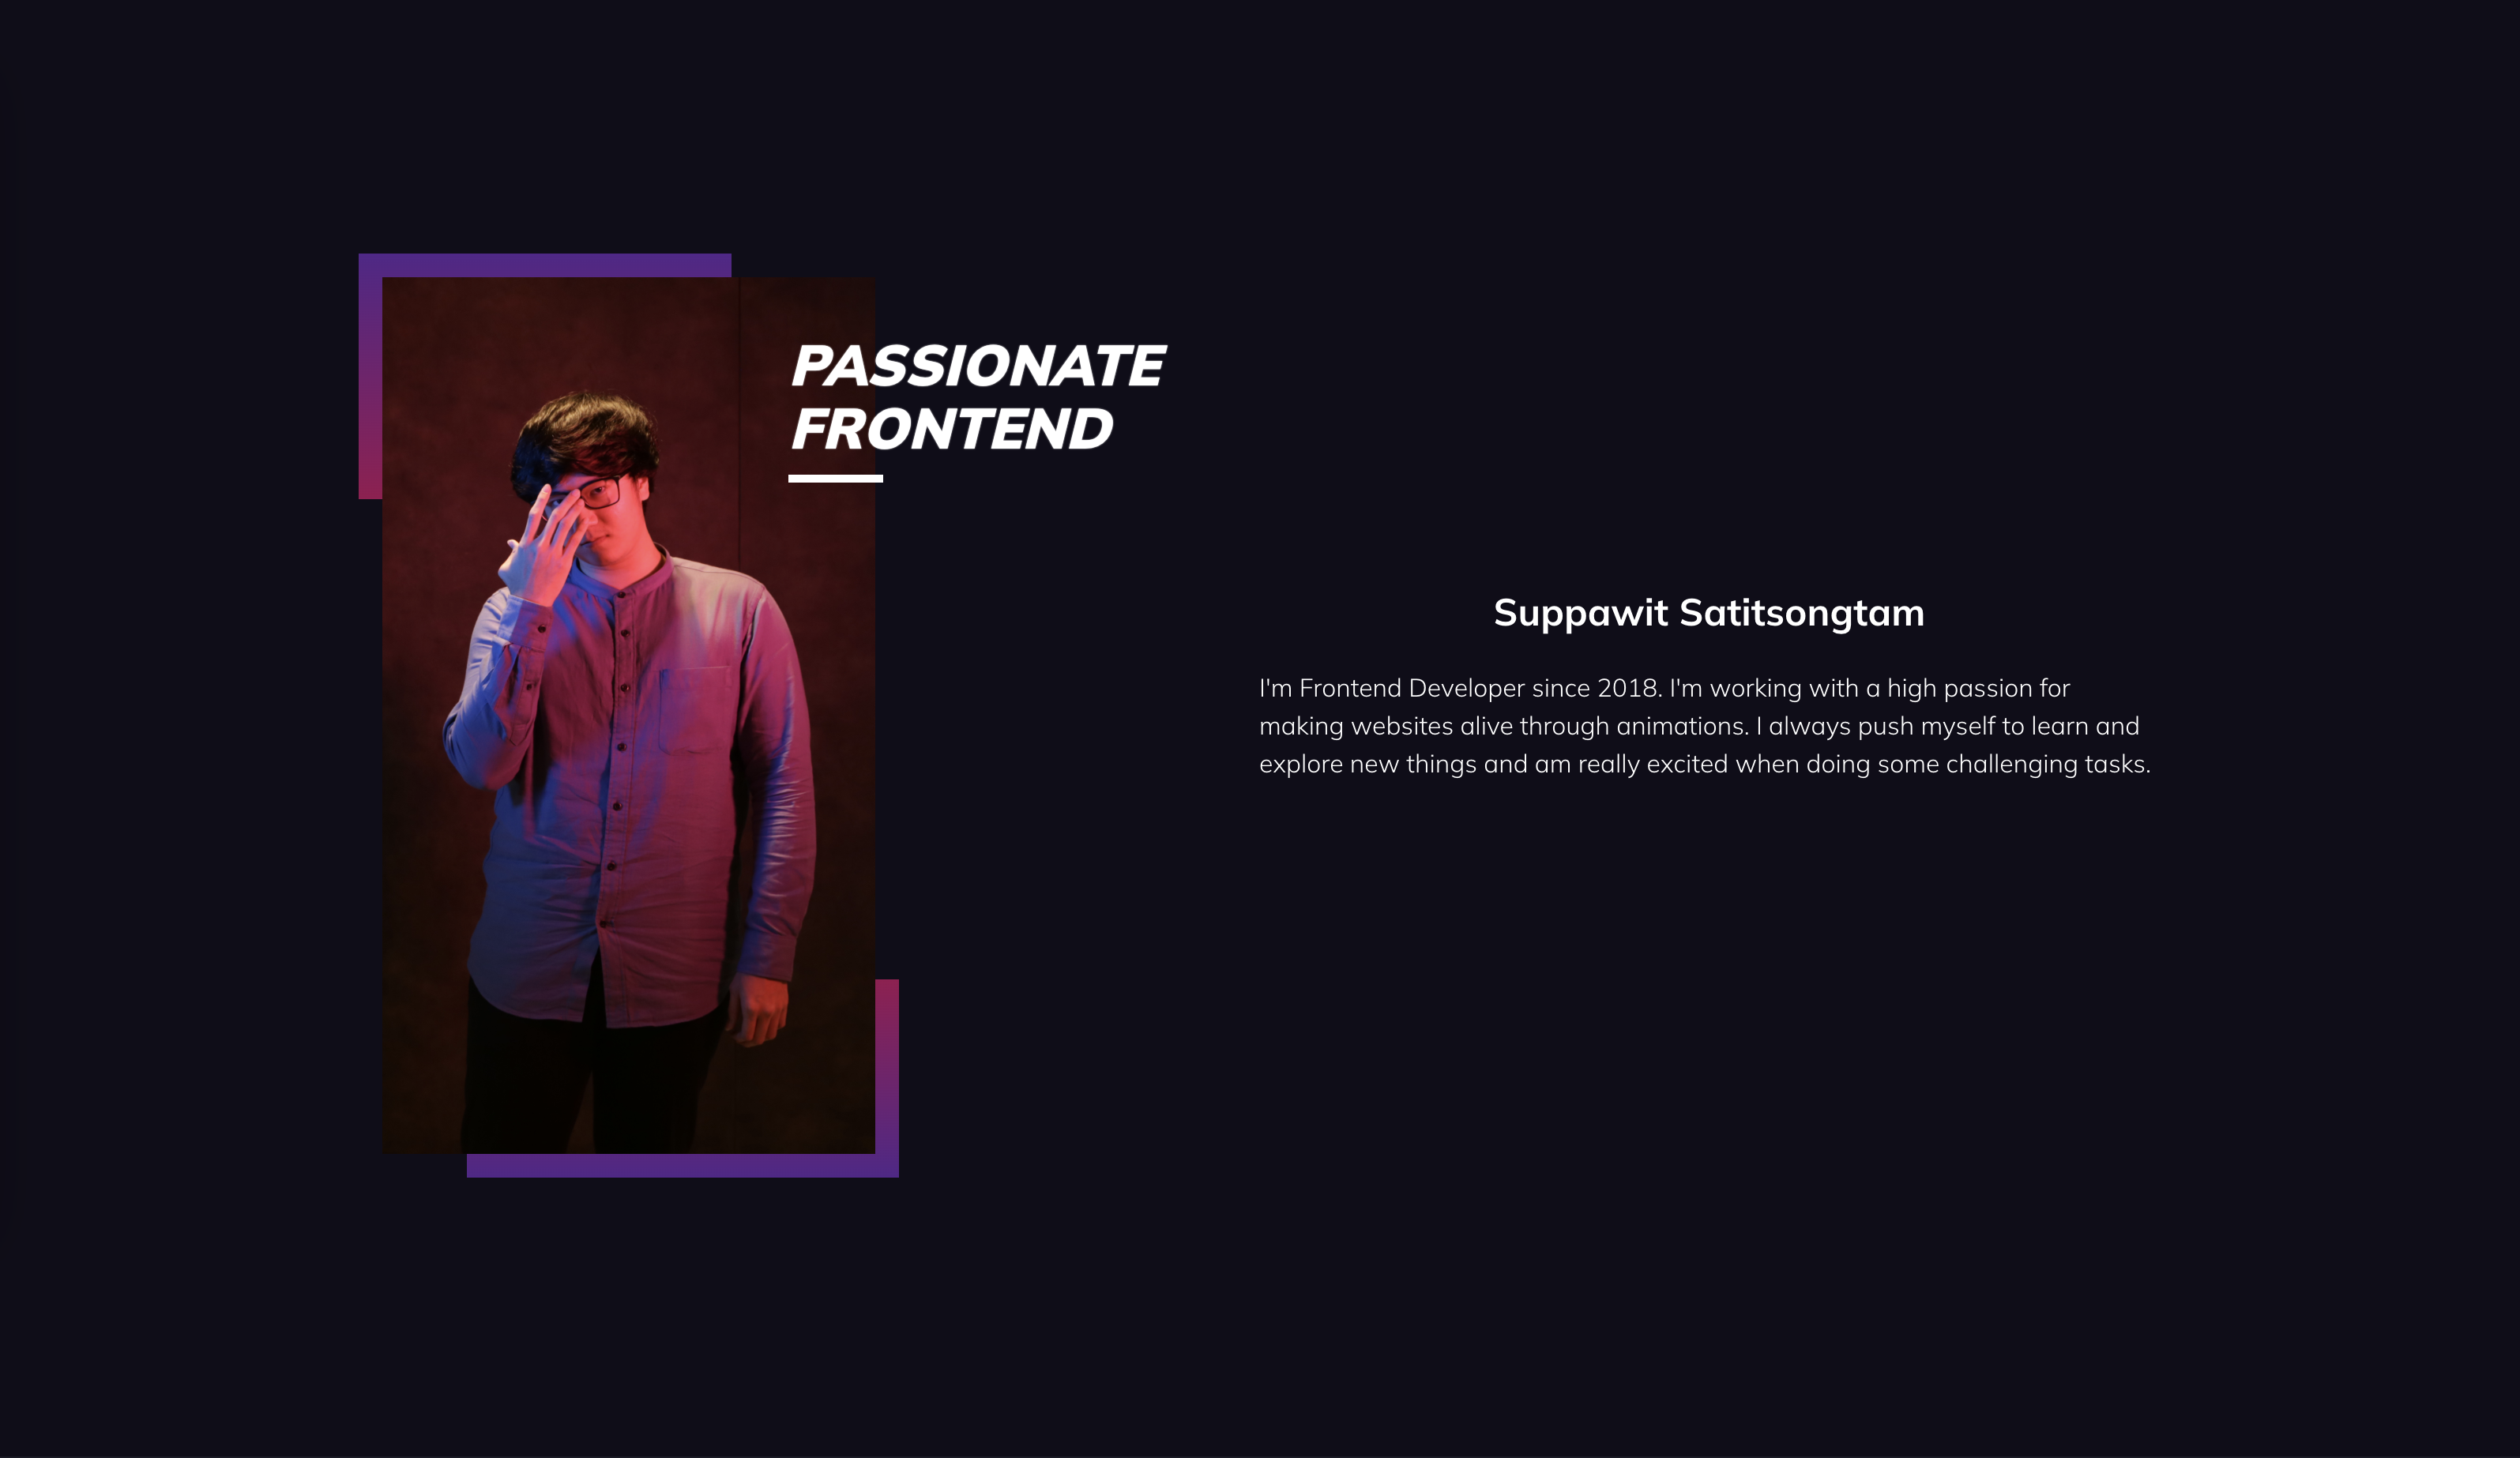 PASSIONATE
FRONTEND
Suppawit Satitsongtam
I'm Frontend Developer since 2018. I'm working with a high passion for
making websites alive through animations. I always push myself to learn and
explore new things and am really excited when doing some challenging tasks.